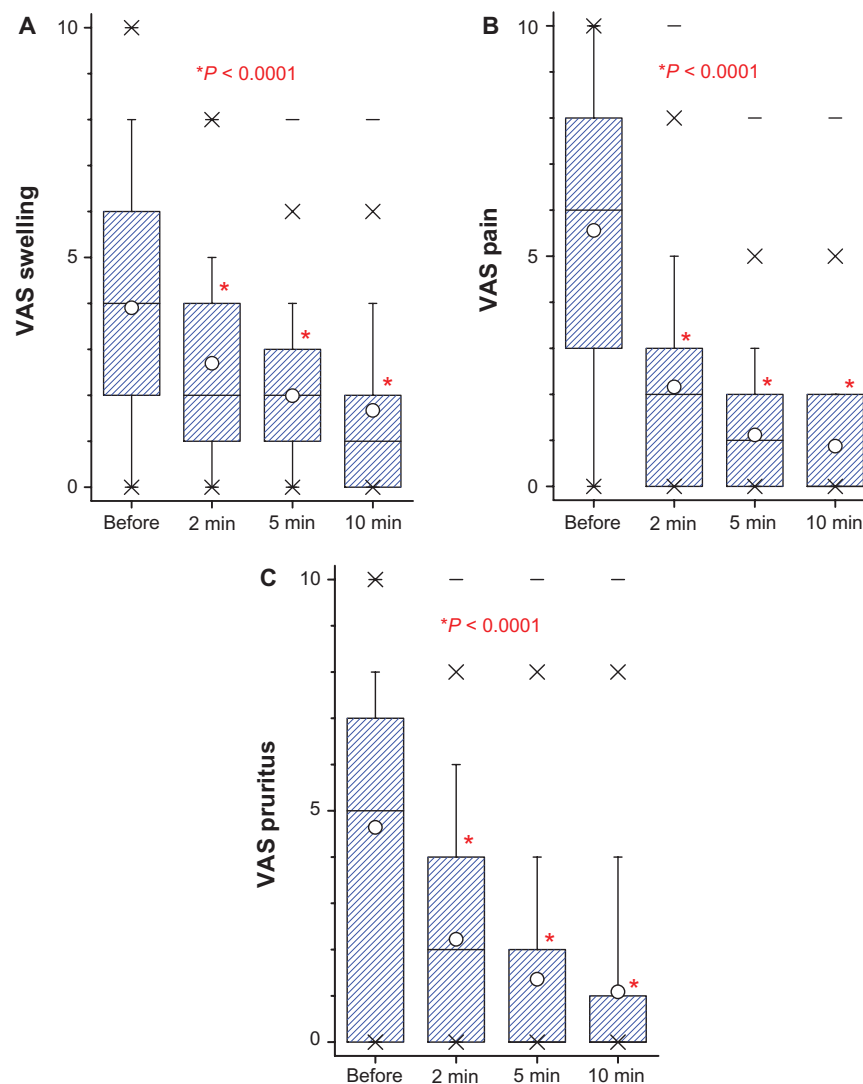 A
10
*P < 0.0001
VAS swelling
5
0
Before 2 min 5 min 10 min
B
10
*P < 0.0001
VAS pain
5
0
Before 2 min 5 min 10 min
C
10
*P < 0.0001
VAS pruritus
5
0
Before 2 min 5 min 10 min